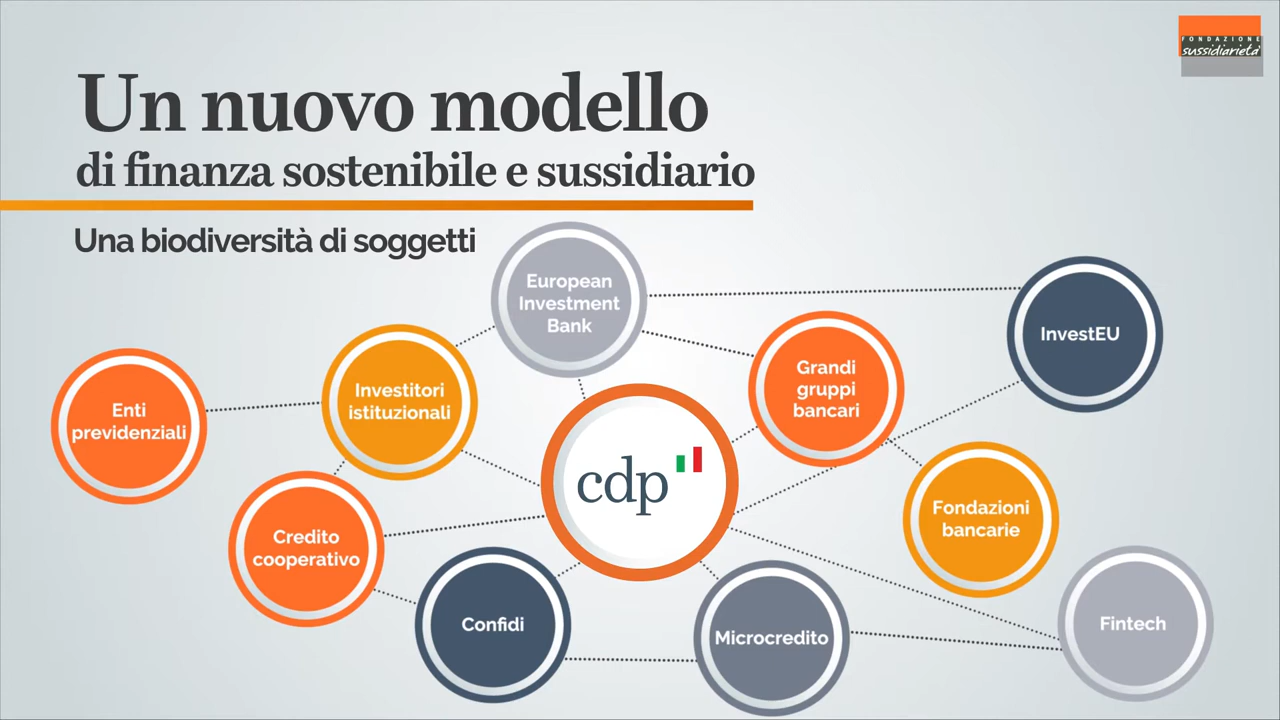 FONDAZIONE
sussidiarietà
Un nuovo modello
di finanza sostenibile e sussidiario
Una biodiversità di soggetti
European
Investment
Bank
InvestEU
Grandi
gruppi
bancari
Investitori
istituzionali
Enti
previdenziali
cdp
Fondazioni
bancarie
Credito
cooperativo
Confidi
Microcredito
Fintech